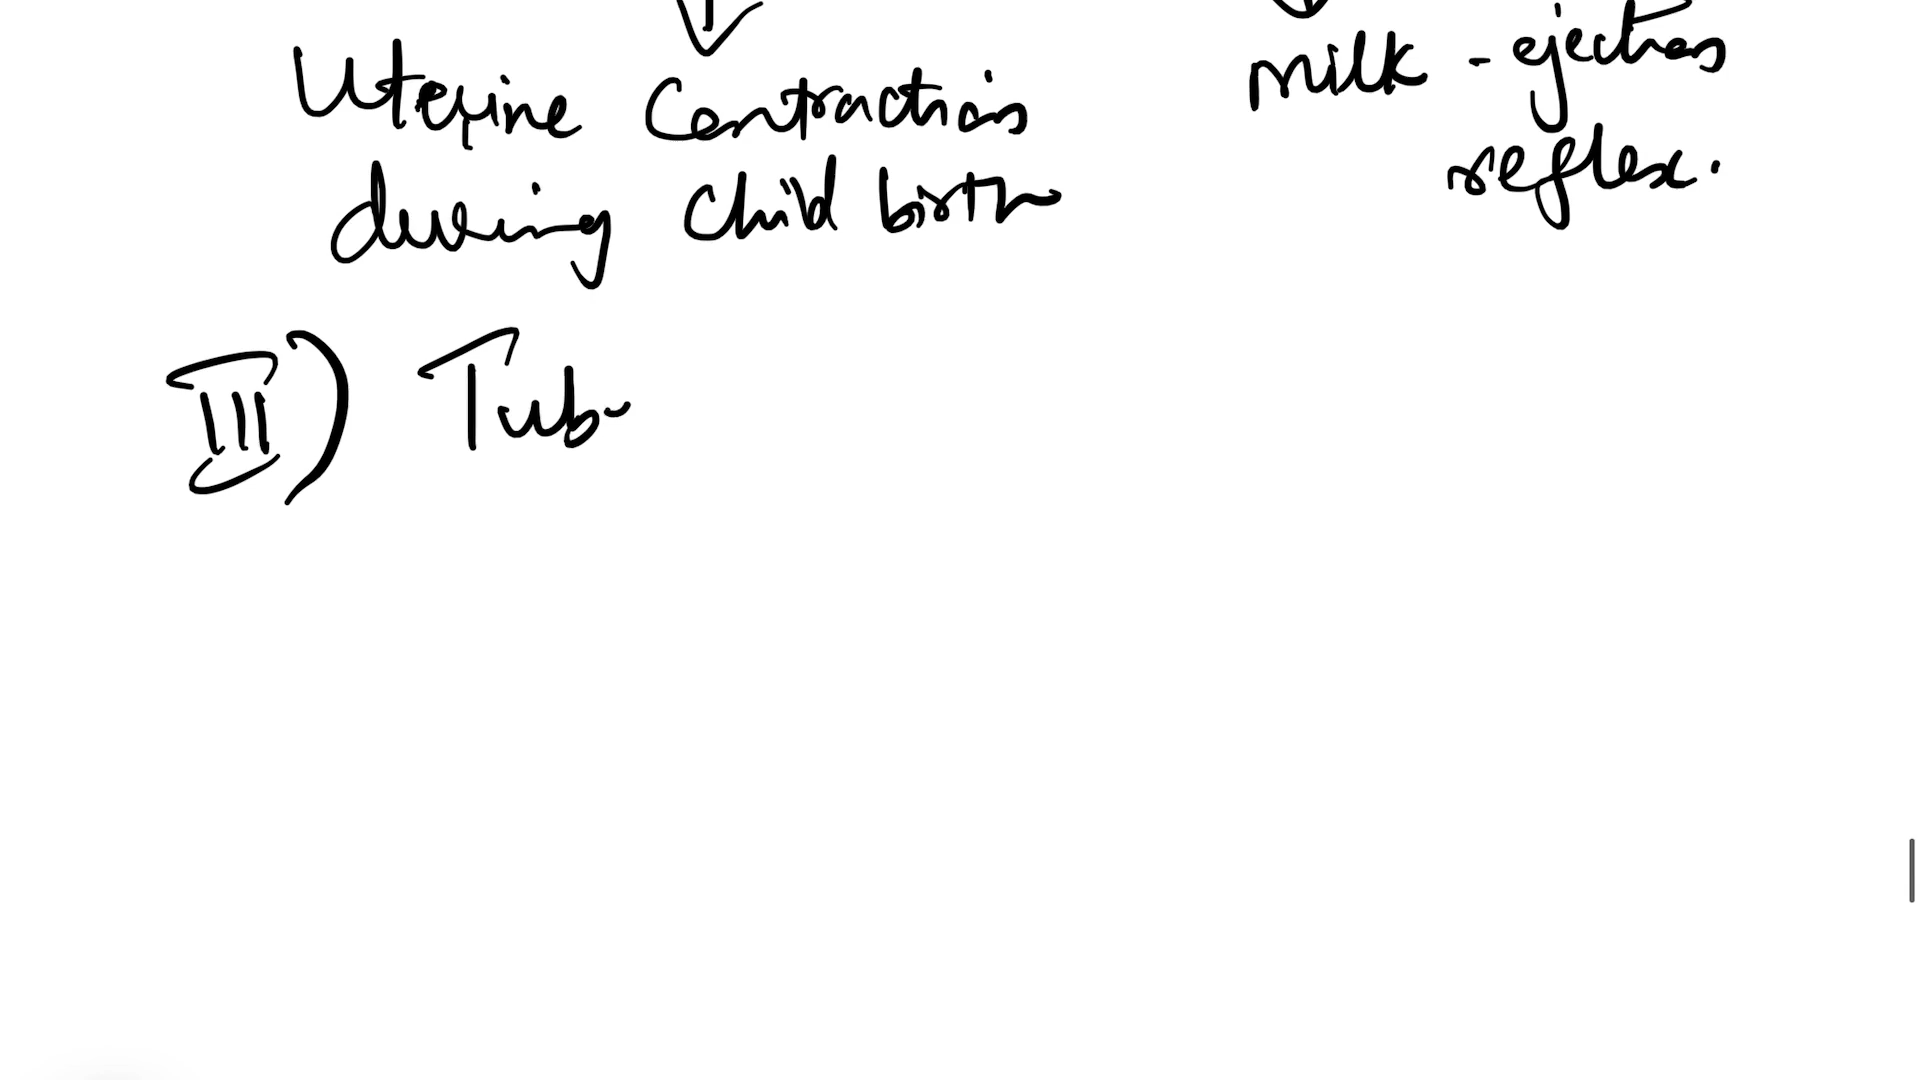 Uterine Contractions
during Child birth
milk - ejection
reflex.
III) Tub